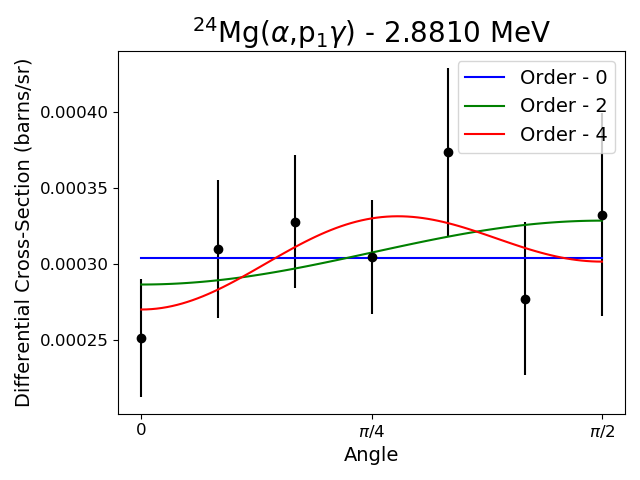 ²⁴Mg(α,p₁γ) - 2.8810 MeV
Differential Cross-Section (barns/sr)
0.00040
0.00035
0.00030
0.00025
Order - 0
Order - 2
Order - 4
0
π/4
π/2
Angle